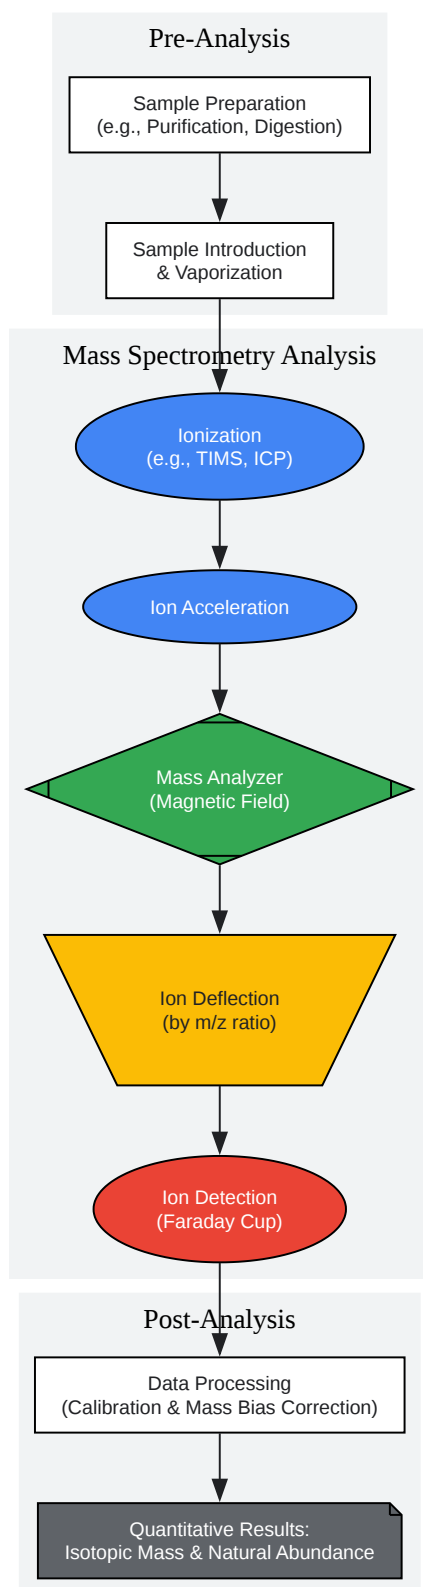 Pre-Analysis
Sample Preparation
(e.g., Purification, Digestion)
Sample Introduction
& Vaporization
Mass Spectrometry Analysis
Ionization
(e.g., TIMS, ICP)
Ion Acceleration
Mass Analyzer
(Magnetic Field)
Ion Deflection
(by m/z ratio)
Ion Detection
(Faraday Cup)
Post-Analysis
Data Processing
(Calibration & Mass Bias Correction)
Quantitative Results:
Isotopic Mass & Natural Abundance